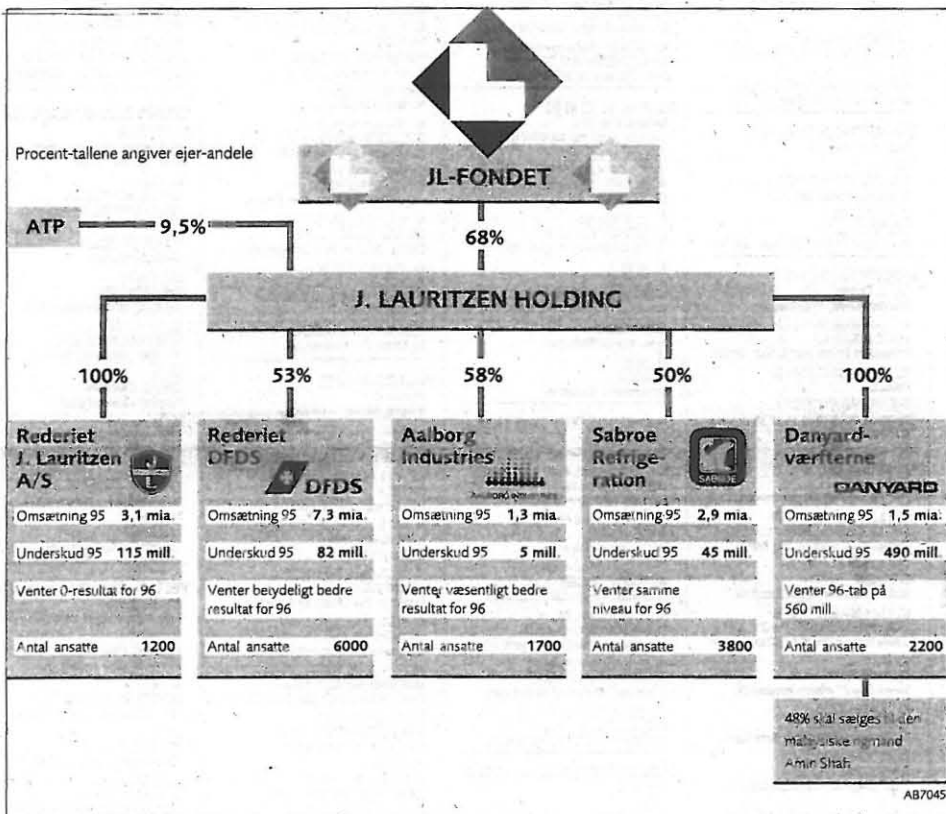 Procent-tallene angiver ejer-andele
JL-FONDET
ATP
9,5%
68%
J. LAURITZEN HOLDING
100%
53%
58%
50%
100%
Rederiet
J. Lauritzen
A/S
Omsætning 95 3,1 mia.
Underskud 95 115 mill.
Venter 0-resultat for 96
Antal ansatte 1200
Rederiet
DFDS
DFDS
Omsætning 95 7,3 mia.
Underskud 95 82 mill.
Venter betydeligt bedre
resultat for 96
Antal ansatte 6000
Aalborg
Industries
AALBORG INDUSTRIES
Omsætning 95 1,3 mia.
Underskud 95 5 mill.
Venter væsentligt bedre
resultat for 96
Antal ansatte 1700
Sabroe
Refrige-
ration
SABROE
Omsætning 95 2,9 mia.
Underskud 95 45 mill.
Venter samme
niveau for 96
Antal ansatte 3800
Danyard-
værfterne
DANYARD
Omsætning 95 1,5 mia.
Underskud 95 490 mill.
Venter 96-tab på
560 mill.
Antal ansatte 2200
48% skal sælges til den
malaysiske rigmand
Amin Shah
AB7045